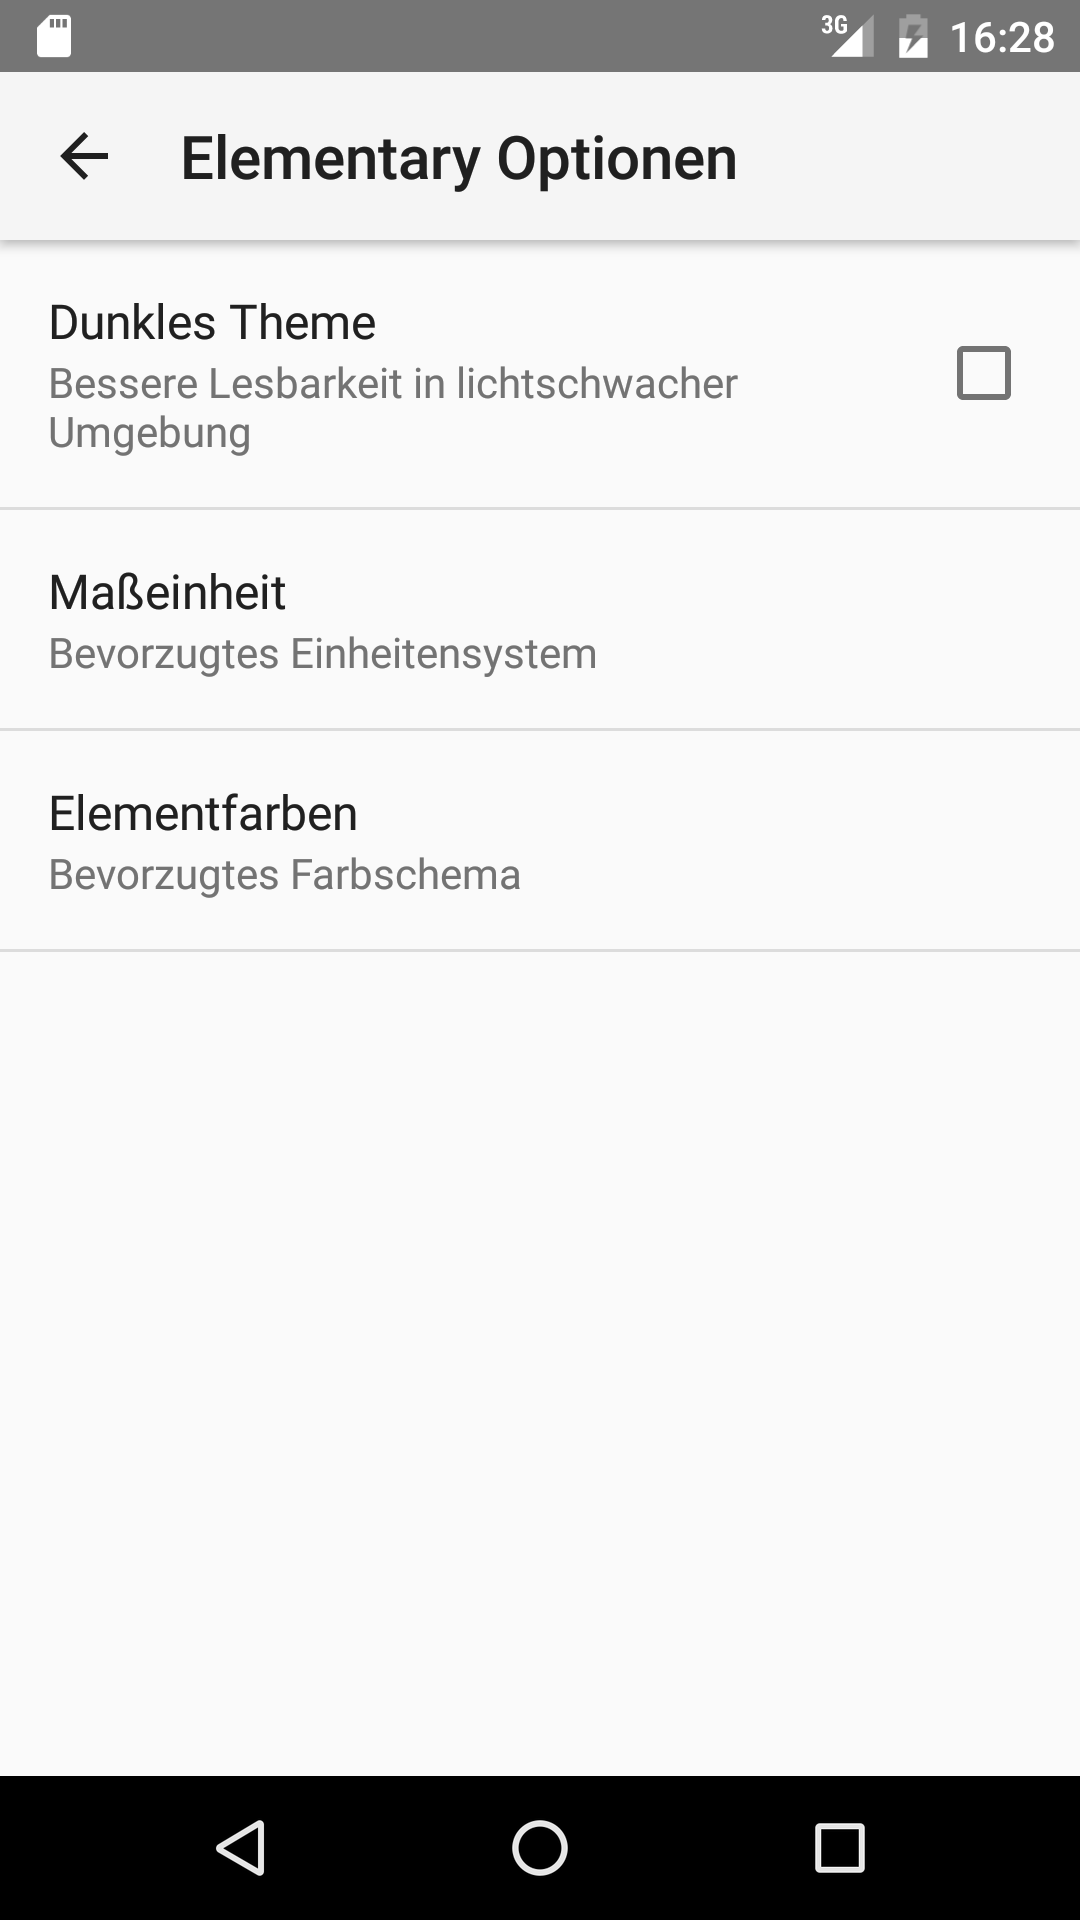 3G 16:28
Elementary Optionen
Dunkles Theme
Bessere Lesbarkeit in lichtschwacher
Umgebung
Maßeinheit
Bevorzugtes Einheitensystem
Elementfarben
Bevorzugtes Farbschema